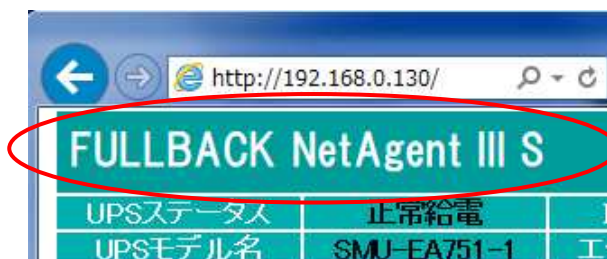 http://192.168.0.130/
FULLBACK NetAgent III S
UPSステータス 正常給電
UPSモデル名 SMU-EA751-1 エ